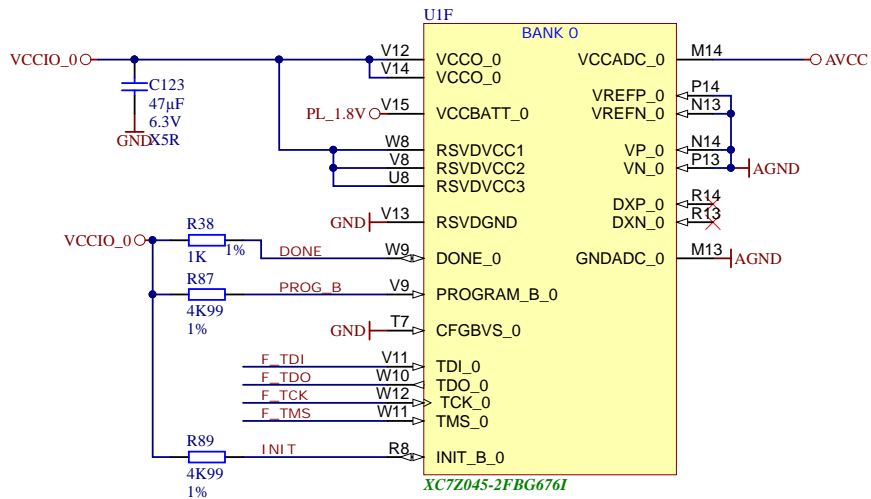 U1F
BANK 0
VCCIO_0
V12
VCCO_0
V14
VCCO_0
VCCADC_0
M14
AVCC
C123
47µF
6.3V
X5R
GND
PL_1.8V
V15
VCCBATT_0
VREFP_0
P14
VREFN_0
N13
W8
RSVDVCC1
V8
RSVDVCC2
U8
RSVDVCC3
VP_0
N14
VN_0
P13
AGND
GND
V13
RSVDGND
DXP_0
R14
DXN_0
R13
VCCIO_0
R38
1K
1%
DONE
W9
DONE_0
GNDADC_0
M13
AGND
R87
4K99
1%
PROG_B
V9
PROGRAM_B_0
GND
T7
CFGBVS_0
F_TDI
V11
TDI_0
F_TDO
W10
TDO_0
F_TCK
W12
TCK_0
F_TMS
W11
TMS_0
R89
4K99
1%
INIT
R8
INIT_B_0
XC7Z045-2FBG676I